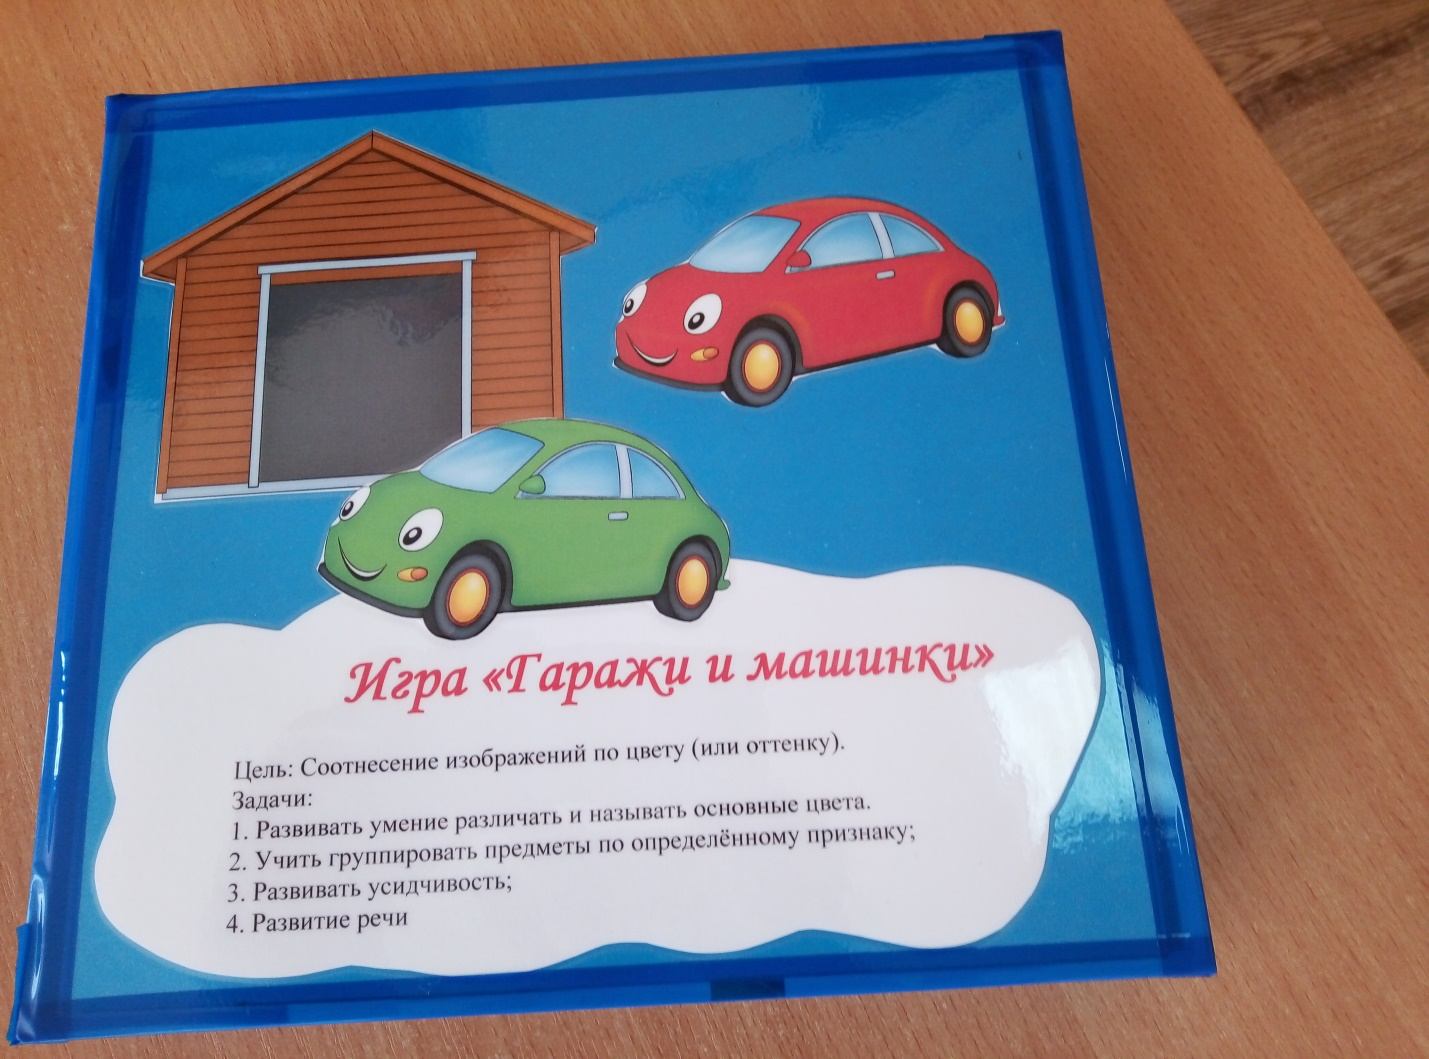 Игра «Гаражи и машинки»
Цель: Соотнесение изображений по цвету (или оттенку).
Задачи:
1. Развивать умение различать и называть основные цвета.
2. Учить группировать предметы по определённому признаку;
3. Развивать усидчивость;
4. Развитие речи